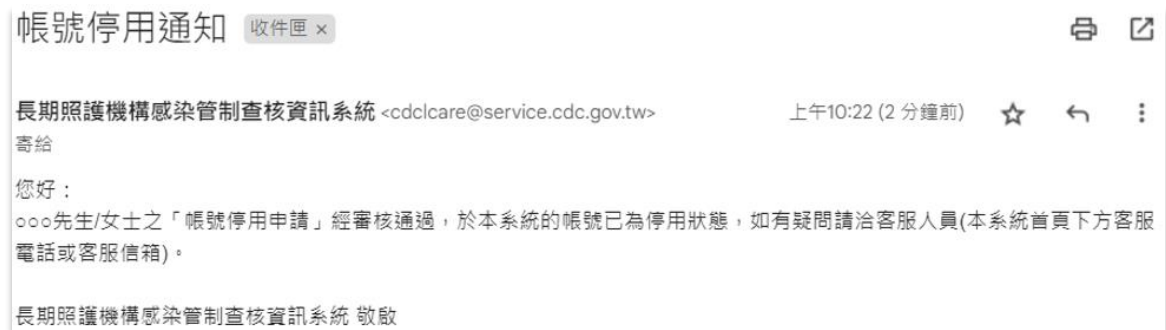 帳號停用通知 收件匣 ×
長期照護機構感染管制查核資訊系統 <cdclcare@service.cdc.gov.tw> 上午10:22 (2 分鐘前)
寄給
您好：
○○○先生/女士之「帳號停用申請」經審核通過，於本系統的帳號已為停用狀態，如有疑問請洽客服人員(本系統首頁下方客服
電話或客服信箱)。
長期照護機構感染管制查核資訊系統 敬啟